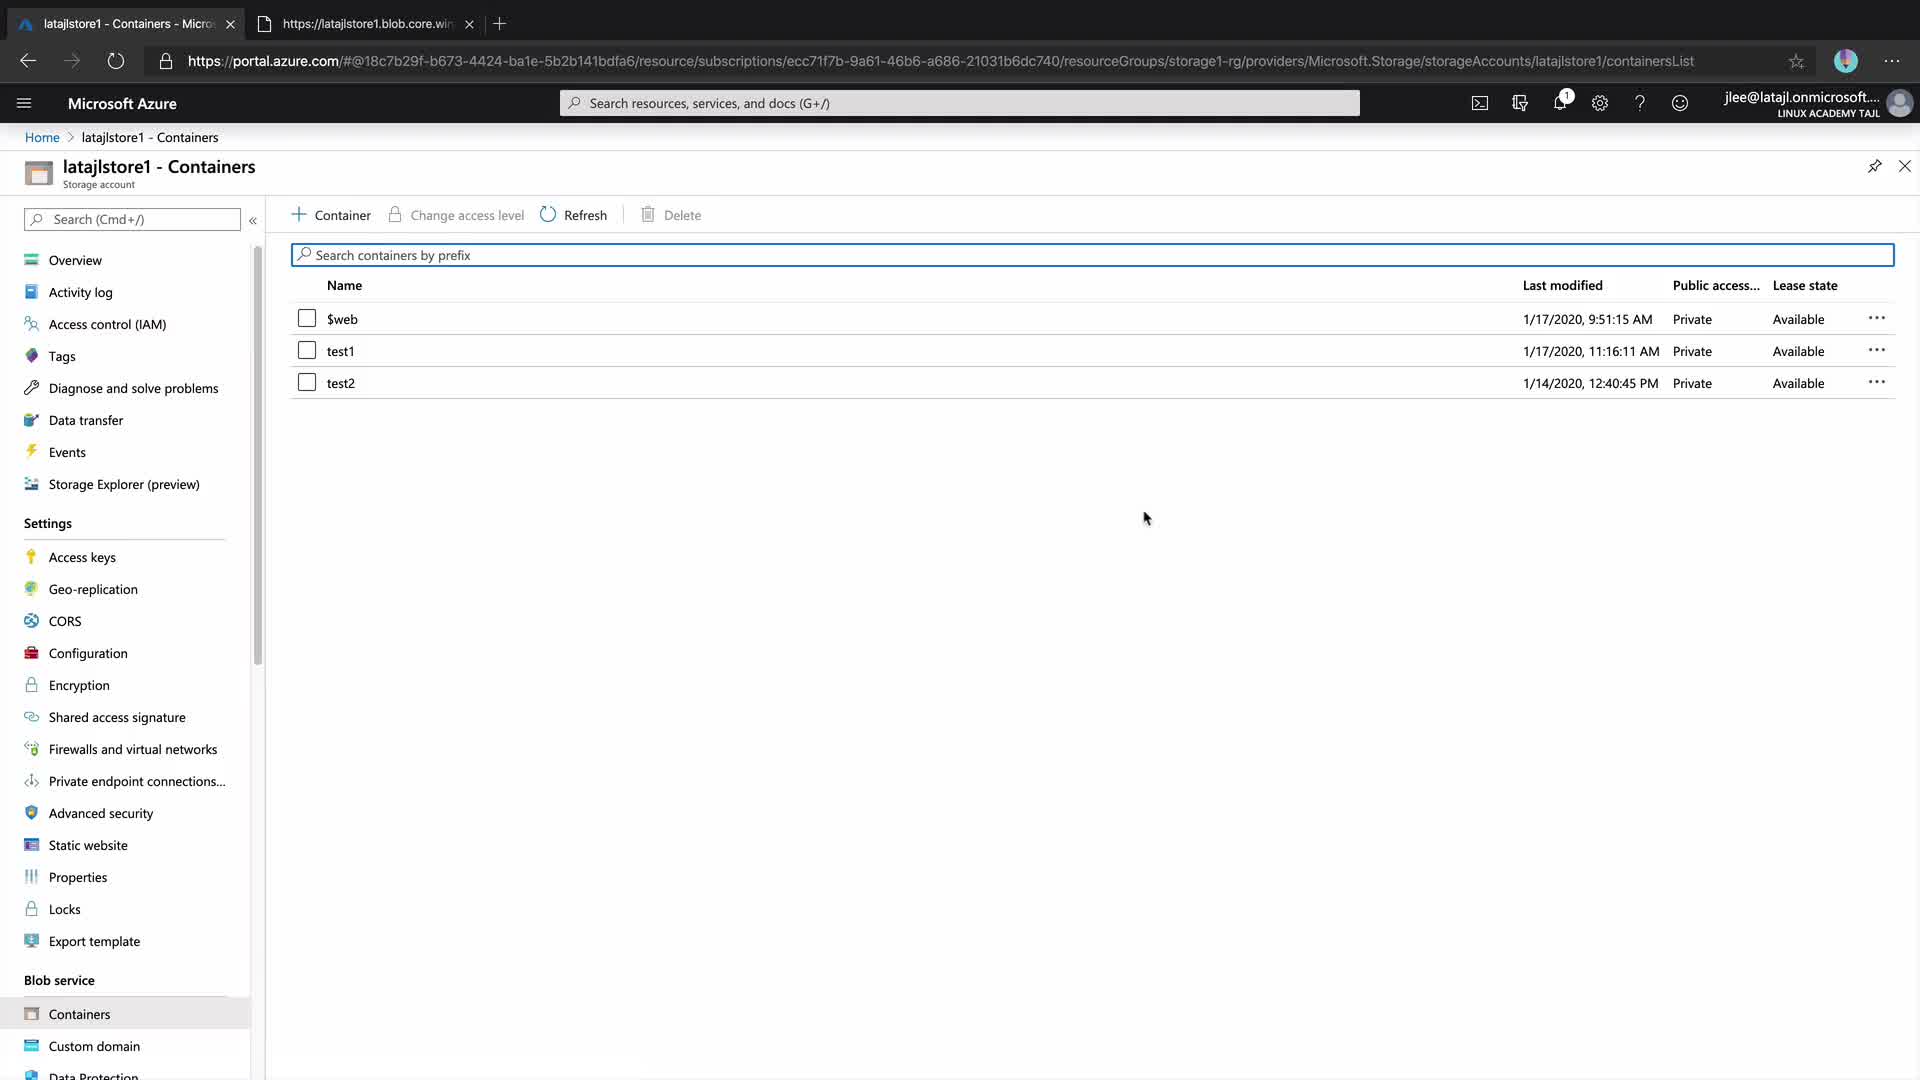 latajlstore1 - Containers - Micros
https://latajlstore1.blob.core.win
https://portal.azure.com/#@18c7b29f-b673-4424-ba1e-5b2b141bdfa6/resource/subscriptions/ecc71f7b-9a61-46b6-a686-21031b6dc740/resourceGroups/storage1-rg/providers/Microsoft.Storage/storageAccounts/latajlstore1/containersList
Microsoft Azure
Search resources, services, and docs (G+/)
1
jlee@latajl.onmicrosoft....
LINUX ACADEMY TAJL
Home > latajlstore1 - Containers
latajlstore1 - Containers
Storage account
Search (Cmd+/)
«
Overview
Activity log
Access control (IAM)
Tags
Diagnose and solve problems
Data transfer
Events
Storage Explorer (preview)
Settings
Access keys
Geo-replication
CORS
Configuration
Encryption
Shared access signature
Firewalls and virtual networks
Private endpoint connections...
Advanced security
Static website
Properties
Locks
Export template
Blob service
Containers
Custom domain
Data Protection
Container Change access level Refresh Delete
Search containers by prefix
Name Last modified Public access... Lease state
$web 1/17/2020, 9:51:15 AM Private Available
test1 1/17/2020, 11:16:11 AM Private Available
test2 1/14/2020, 12:40:45 PM Private Available